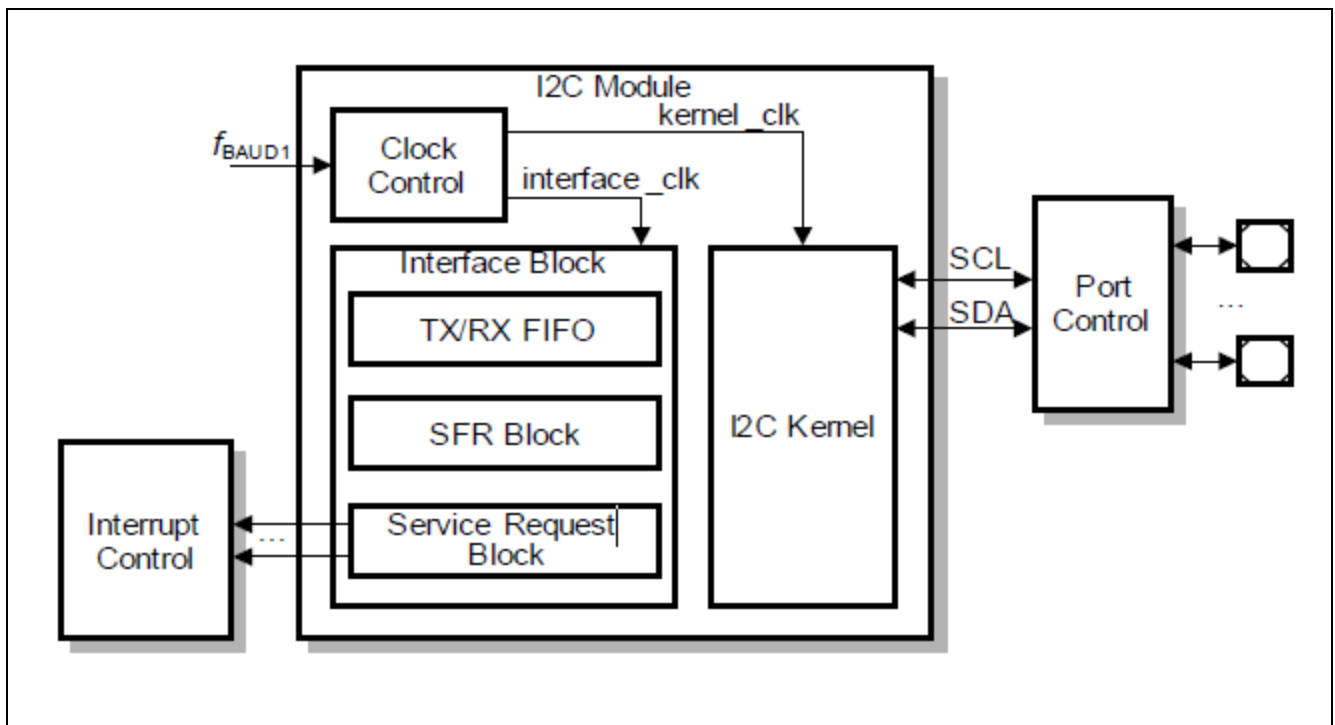 I2C Module
kernel _clk
fBAUD1
Clock
Control
interface _clk
Interface Block
SCL
TX/RX FIFO
SDA
Port
Control
...
SFR Block
I2C Kernel
Interrupt
Control
...
Service Request
Block